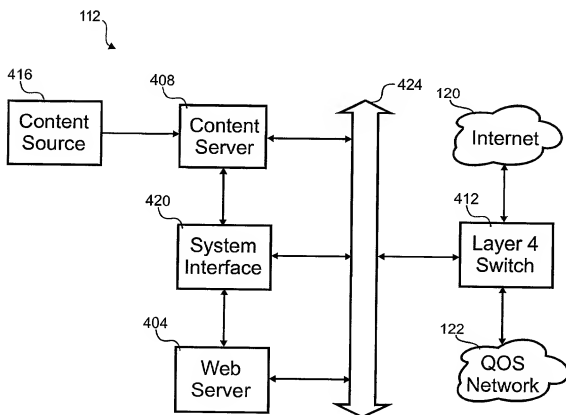 112
416
Content
Source
408
Content
Server
424
120
Internet
420
System
Interface
412
Layer 4
Switch
404
Web
Server
122
QOS
Network